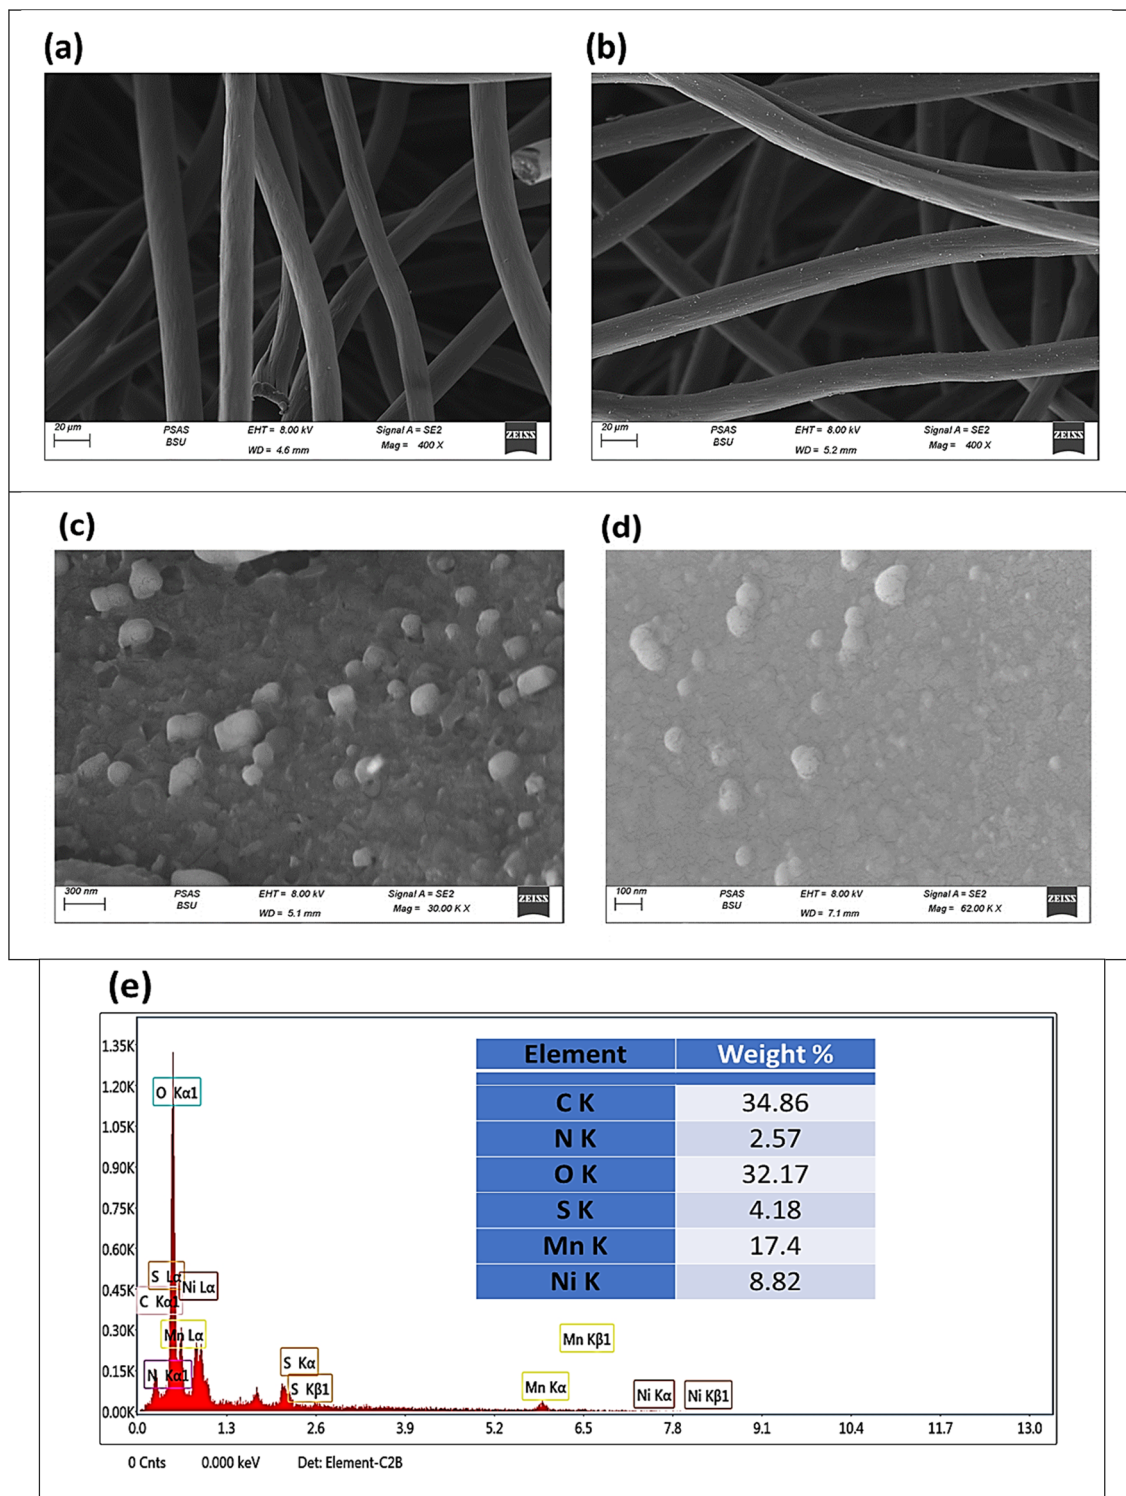 (a)
(b)
20 µm PSAS EHT = 8.00 kV Signal A = SE2 ZEISS
BSU WD = 4.6 mm Mag = 400 X
20 µm PSAS EHT = 8.00 kV Signal A = SE2 ZEISS
BSU WD = 5.2 mm Mag = 400 X
(c)
(d)
300 nm PSAS EHT = 8.00 kV Signal A = SE2 ZEISS
BSU WD = 5.1 mm Mag = 30.00 K X
100 nm PSAS EHT = 8.00 kV Signal A = SE2 ZEISS
BSU WD = 7.1 mm Mag = 62.00 K X
(e)
1.35K
1.20K
1.05K
0.90K
0.75K
0.60K
0.45K
0.30K
0.15K
0.00K
O Kα1
S Lα
Ni Lα
C Kα1
Mn Lα
N Kα1
S Kα
S Kβ1
Mn Kα
Mn Kβ1
Ni Kα
Ni Kβ1
Element Weight %
C K 34.86
N K 2.57
O K 32.17
S K 4.18
Mn K 17.4
Ni K 8.82
0.0 1.3 2.6 3.9 5.2 6.5 7.8 9.1 10.4 11.7 13.0
0 Cnts 0.000 keV Det: Element-C2B